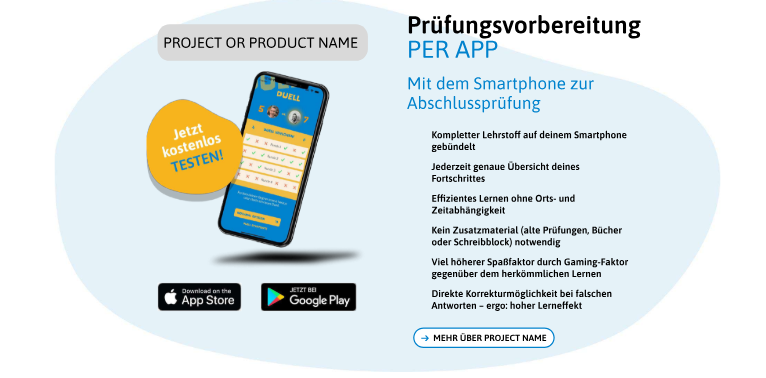 PROJECT OR PRODUCT NAME
DUELL
5
7
Jetzt
kostenlos
TESTEN!
Download on the
App Store
JETZT BEI
Google Play
Prüfungsvorbereitung
PER APP
Mit dem Smartphone zur
Abschlussprüfung
Kompletter Lehrstoff auf deinem Smartphone
gebündelt
Jederzeit genaue Übersicht deines
Fortschrittes
Effizientes Lernen ohne Orts- und
Zeitabhängigkeit
Kein Zusatzmaterial (alte Prüfungen, Bücher
oder Schreibblock) notwendig
Viel höherer Spaßfaktor durch Gaming-Faktor
gegenüber dem herkömmlichen Lernen
Direkte Korrekturmöglichkeit bei falschen
Antworten – ergo: hoher Lerneffekt
MEHR ÜBER PROJECT NAME